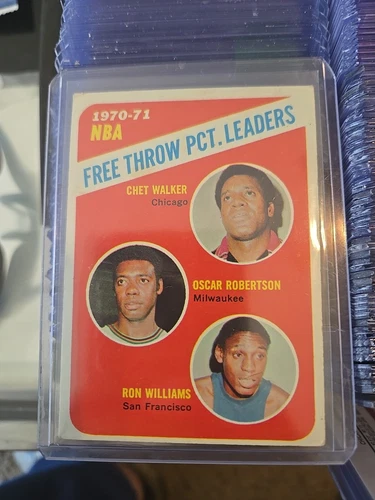 1970-71
NBA
FREE THROW PCT. LEADERS
CHET WALKER
Chicago
OSCAR ROBERTSON
Milwaukee
RON WILLIAMS
San Francisco